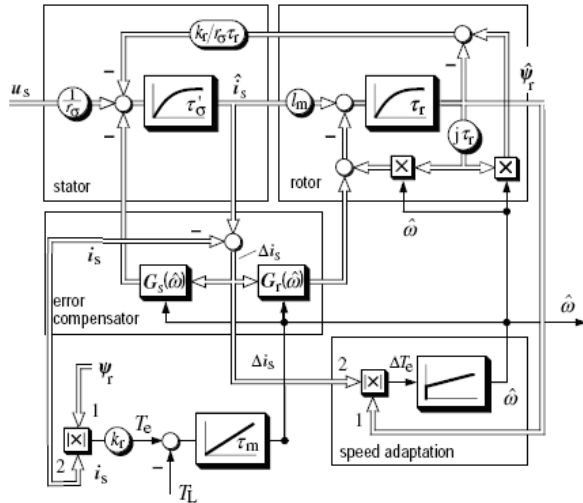 k_r/r_σ τ_r
u_s
1/r_σ
τ'_σ
î_s
l_m
τ_r
ψ̂_r
jτ_r
stator
rotor
ω̂
i_s
Δi_s
G_s(ω̂)
G_r(ω̂)
error
compensator
ω̂
ψ_r
Δi_s
2
|×|
ΔT_e
ω̂
1
1
|×|
k_r
T_e
τ_m
2
i_s
T_L
speed adaptation